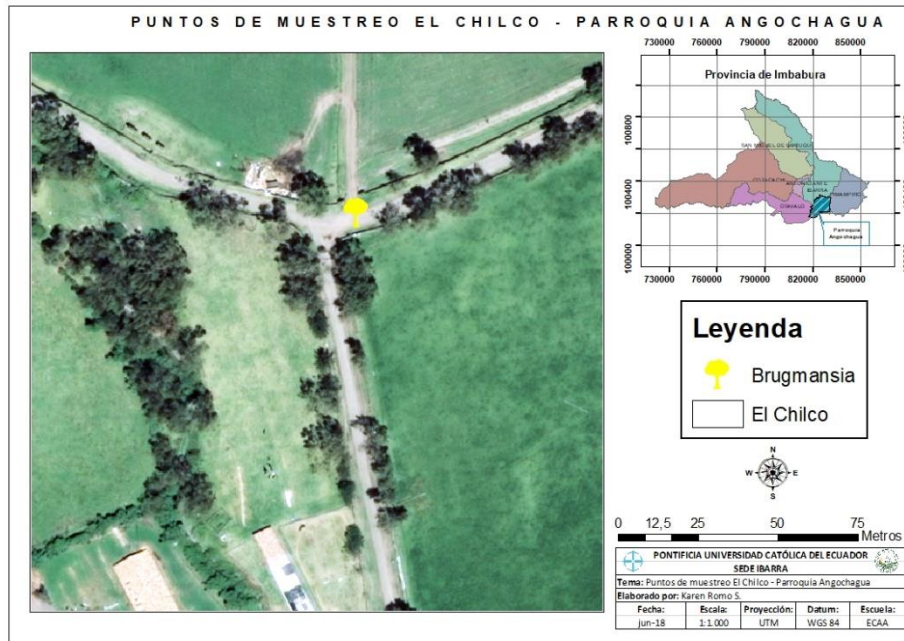 PUNTOS DE MUESTREO EL CHILCO - PARROQUIA ANGOCHAGUA
730000 760000 790000 820000 850000
Provincia de Imbabura
100800
100400
100000
SAN MIGUEL DE URCUQUI
COTACACHI
ANTONIO ANTE
IBARRA
PIMAMPIRO
OTAVALO
Parroquia
Angochagua
730000 760000 790000 820000 850000
Leyenda
Brugmansia
El Chilco
N
W E
S
0 12,5 25 50 75
Metros
PONTIFICIA UNIVERSIDAD CATÓLICA DEL ECUADOR
SEDE IBARRA
Tema: Puntos de muestreo El Chilco - Parroquia Angochagua
Elaborado por: Karen Romo S.
Fecha: Escala: Proyección: Datum: Escuela:
jun-18 1:1.000 UTM WGS 84 ECAA